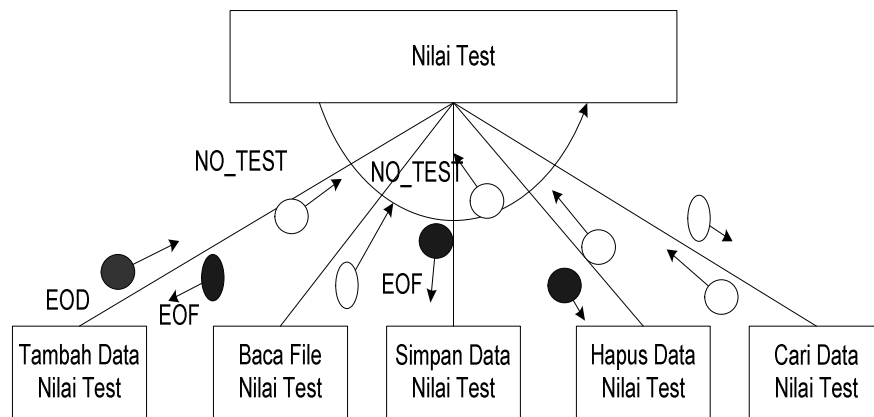 Nilai Test
NO_TEST
NO_TEST
EOD
EOF
EOF
Tambah Data
Nilai Test
Baca File
Nilai Test
Simpan Data
Nilai Test
Hapus Data
Nilai Test
Cari Data
Nilai Test